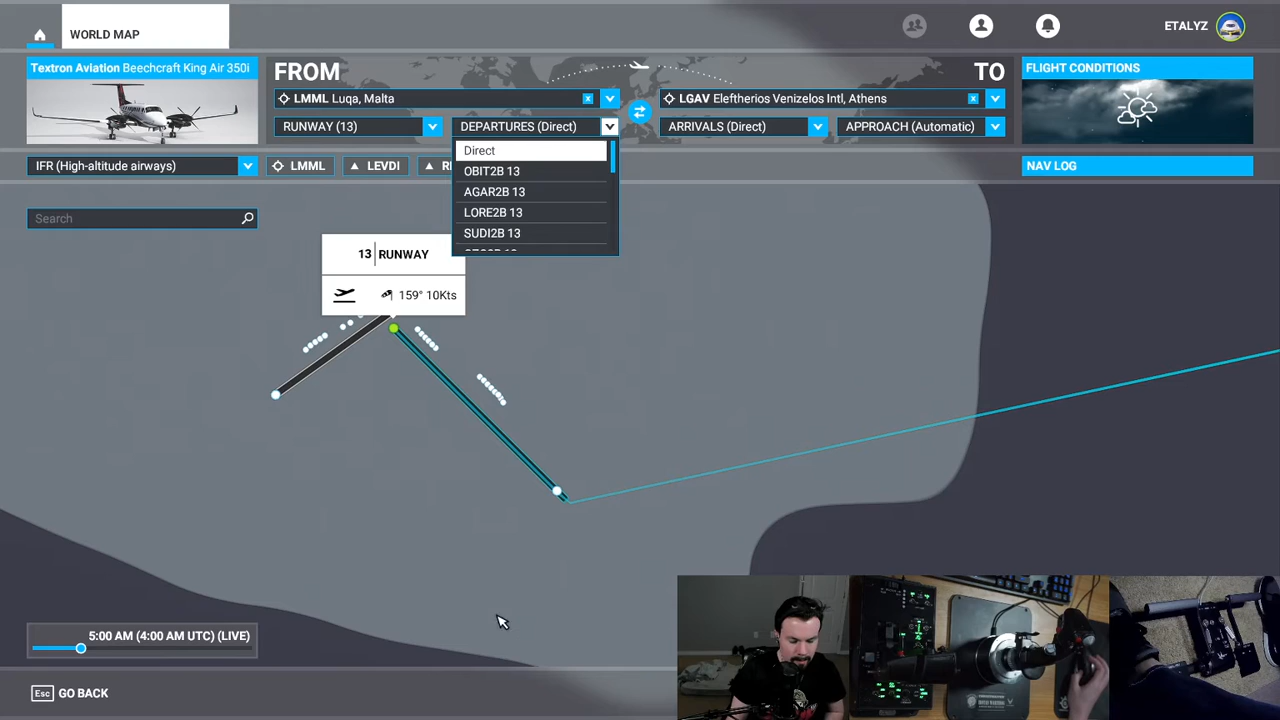 WORLD MAP
ETALYZ
Textron Aviation Beechcraft King Air 350i
FROM
TO
FLIGHT CONDITIONS
LMML Luqa, Malta
x
LGAV Eleftherios Venizelos Intl, Athens
x
RUNWAY (13)
DEPARTURES (Direct)
ARRIVALS (Direct)
APPROACH (Automatic)
Direct
OBIT2B 13
AGAR2B 13
LORE2B 13
SUDI2B 13
IFR (High-altitude airways)
LMML
LEVDI
NAV LOG
Search
13 RUNWAY
159° 10Kts
5:00 AM (4:00 AM UTC) (LIVE)
Esc GO BACK